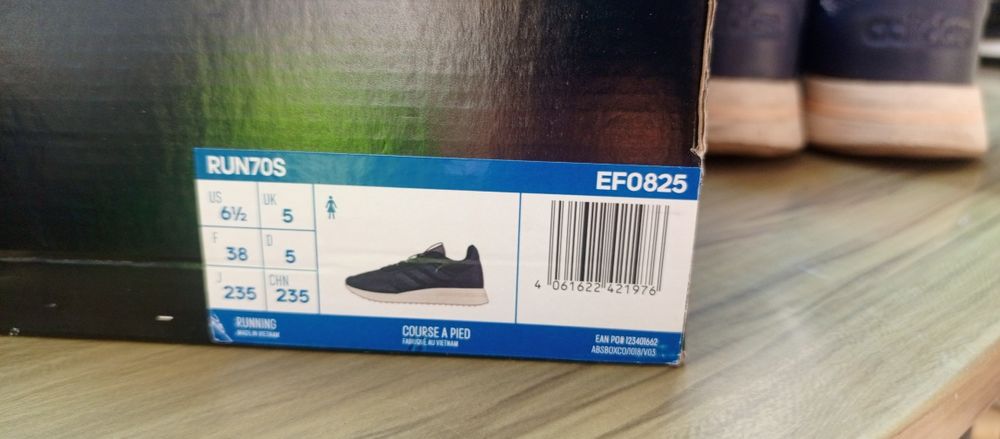 adidas
RUN70S
EF0825
US
6½
UK
5
F
38
D
5
J
235
CHN
235
4 061622 421976
RUNNING
MADE IN VIETNAM
COURSE A PIED
FABRIQUÉ AU VIETNAM
EAN PO# 123401662
ABSBOXCO/1018/V03